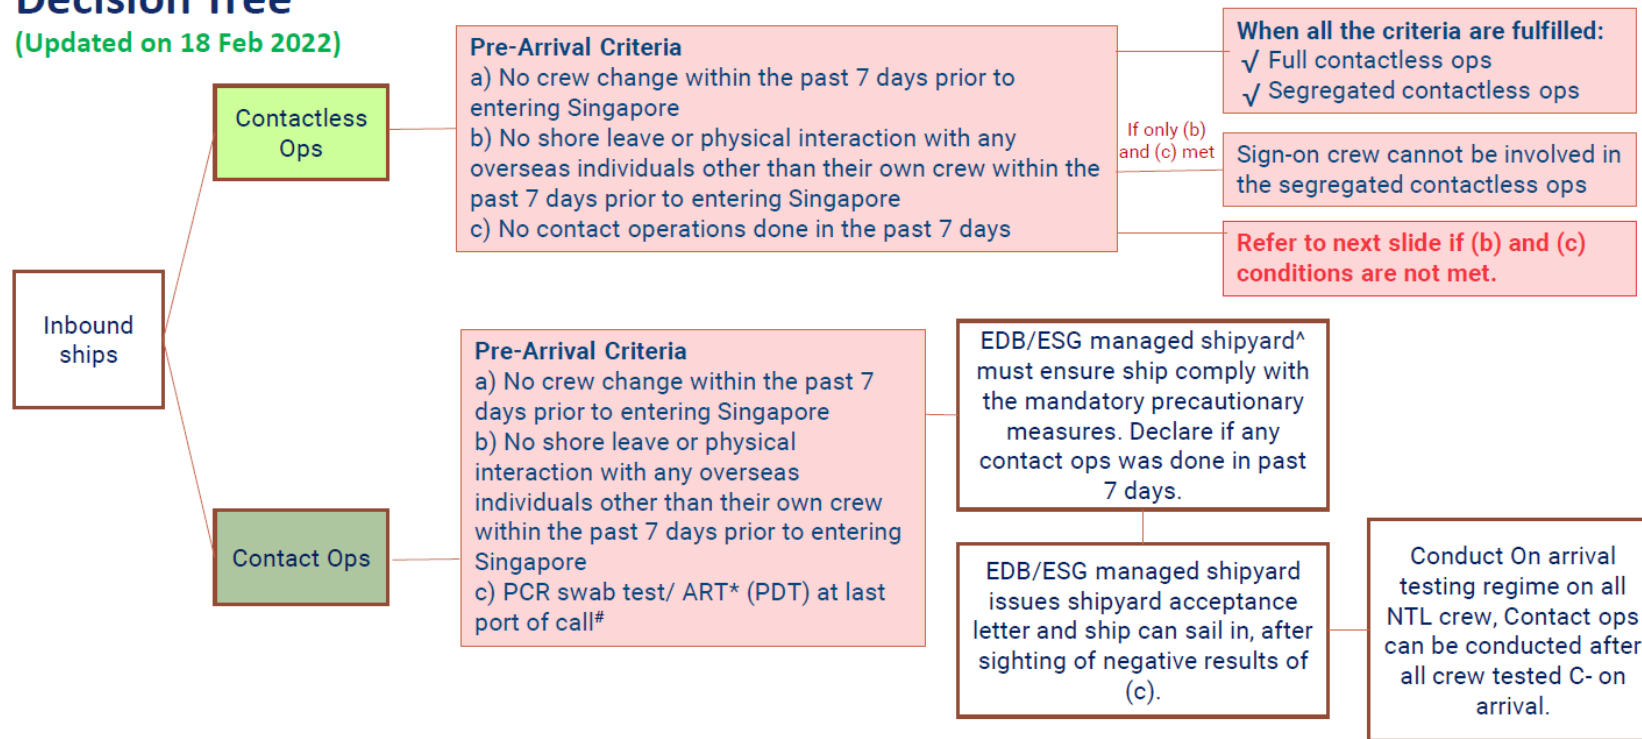 Decision Tree
(Updated on 18 Feb 2022)
Inbound
ships
Contactless
Ops
Pre-Arrival Criteria
a) No crew change within the past 7 days prior to
entering Singapore
b) No shore leave or physical interaction with any
overseas individuals other than their own crew within the
past 7 days prior to entering Singapore
c) No contact operations done in the past 7 days
When all the criteria are fulfilled:
√ Full contactless ops
√ Segregated contactless ops
If only (b)
and (c) met
Sign-on crew cannot be involved in
the segregated contactless ops
Refer to next slide if (b) and (c)
conditions are not met.
Contact Ops
Pre-Arrival Criteria
a) No crew change within the past 7
days prior to entering Singapore
b) No shore leave or physical
interaction with any overseas
individuals other than their own crew
within the past 7 days prior to entering
Singapore
c) PCR swab test/ ART* (PDT) at last
port of call#
EDB/ESG managed shipyard^
must ensure ship comply with
the mandatory precautionary
measures. Declare if any
contact ops was done in past
7 days.
EDB/ESG managed shipyard
issues shipyard acceptance
letter and ship can sail in, after
sighting of negative results of
(c).
Conduct On arrival
testing regime on all
NTL crew, Contact ops
can be conducted after
all crew tested C- on
arrival.